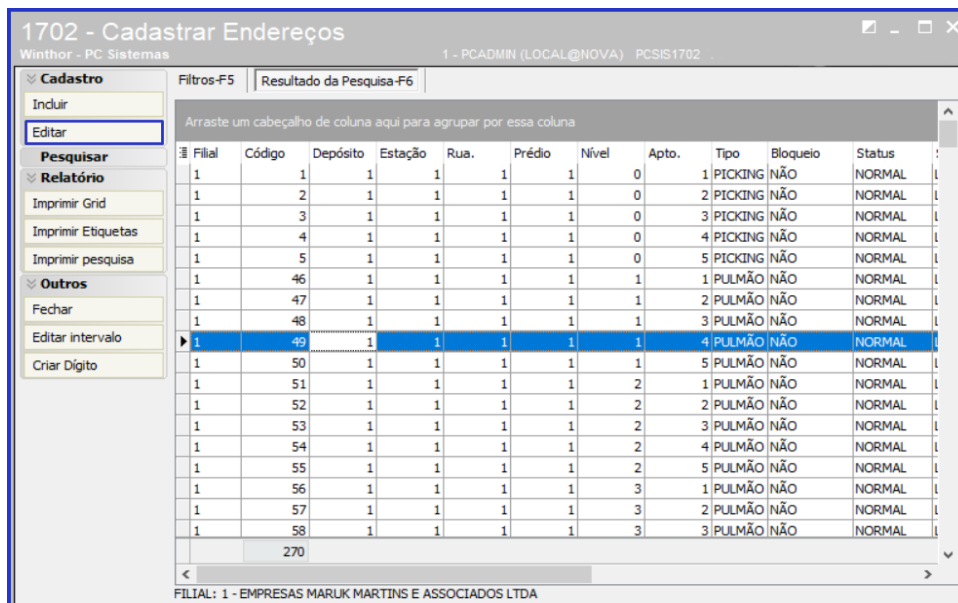 1702 - Cadastrar Endereços
Winthor - PC Sistemas 1 - PCADMIN (LOCAL@NOVA) PCSIS1702
Cadastro
Incluir
Editar
Pesquisar
Relatório
Imprimir Grid
Imprimir Etiquetas
Imprimir pesquisa
Outros
Fechar
Editar intervalo
Criar Dígito
Filtros-F5 Resultado da Pesquisa-F6
Arraste um cabeçalho de coluna aqui para agrupar por essa coluna
Filial Código Depósito Estação Rua. Prédio Nível Apto. Tipo Bloqueio Status
1 1 1 1 1 1 0 1 PICKING NÃO NORMAL
1 2 1 1 1 1 0 2 PICKING NÃO NORMAL
1 3 1 1 1 1 0 3 PICKING NÃO NORMAL
1 4 1 1 1 1 0 4 PICKING NÃO NORMAL
1 5 1 1 1 1 0 5 PICKING NÃO NORMAL
1 46 1 1 1 1 1 1 PULMÃO NÃO NORMAL
1 47 1 1 1 1 1 2 PULMÃO NÃO NORMAL
1 48 1 1 1 1 1 3 PULMÃO NÃO NORMAL
1 49 1 1 1 1 1 4 PULMÃO NÃO NORMAL
1 50 1 1 1 1 1 5 PULMÃO NÃO NORMAL
1 51 1 1 1 1 2 1 PULMÃO NÃO NORMAL
1 52 1 1 1 1 2 2 PULMÃO NÃO NORMAL
1 53 1 1 1 1 2 3 PULMÃO NÃO NORMAL
1 54 1 1 1 1 2 4 PULMÃO NÃO NORMAL
1 55 1 1 1 1 2 5 PULMÃO NÃO NORMAL
1 56 1 1 1 1 3 1 PULMÃO NÃO NORMAL
1 57 1 1 1 1 3 2 PULMÃO NÃO NORMAL
1 58 1 1 1 1 3 3 PULMÃO NÃO NORMAL
270
FILIAL: 1 - EMPRESAS MARUK MARTINS E ASSOCIADOS LTDA